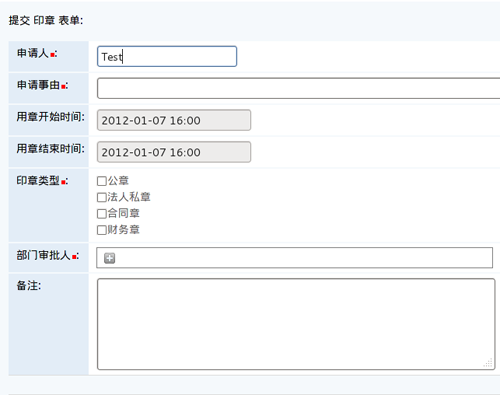 提交 印章 表单:
申请人 :
Test
申请事由 :
用章开始时间:
2012-01-07 16:00
用章结束时间:
2012-01-07 16:00
印章类型 :
公章
法人私章
合同章
财务章
部门审批人 :
备注: